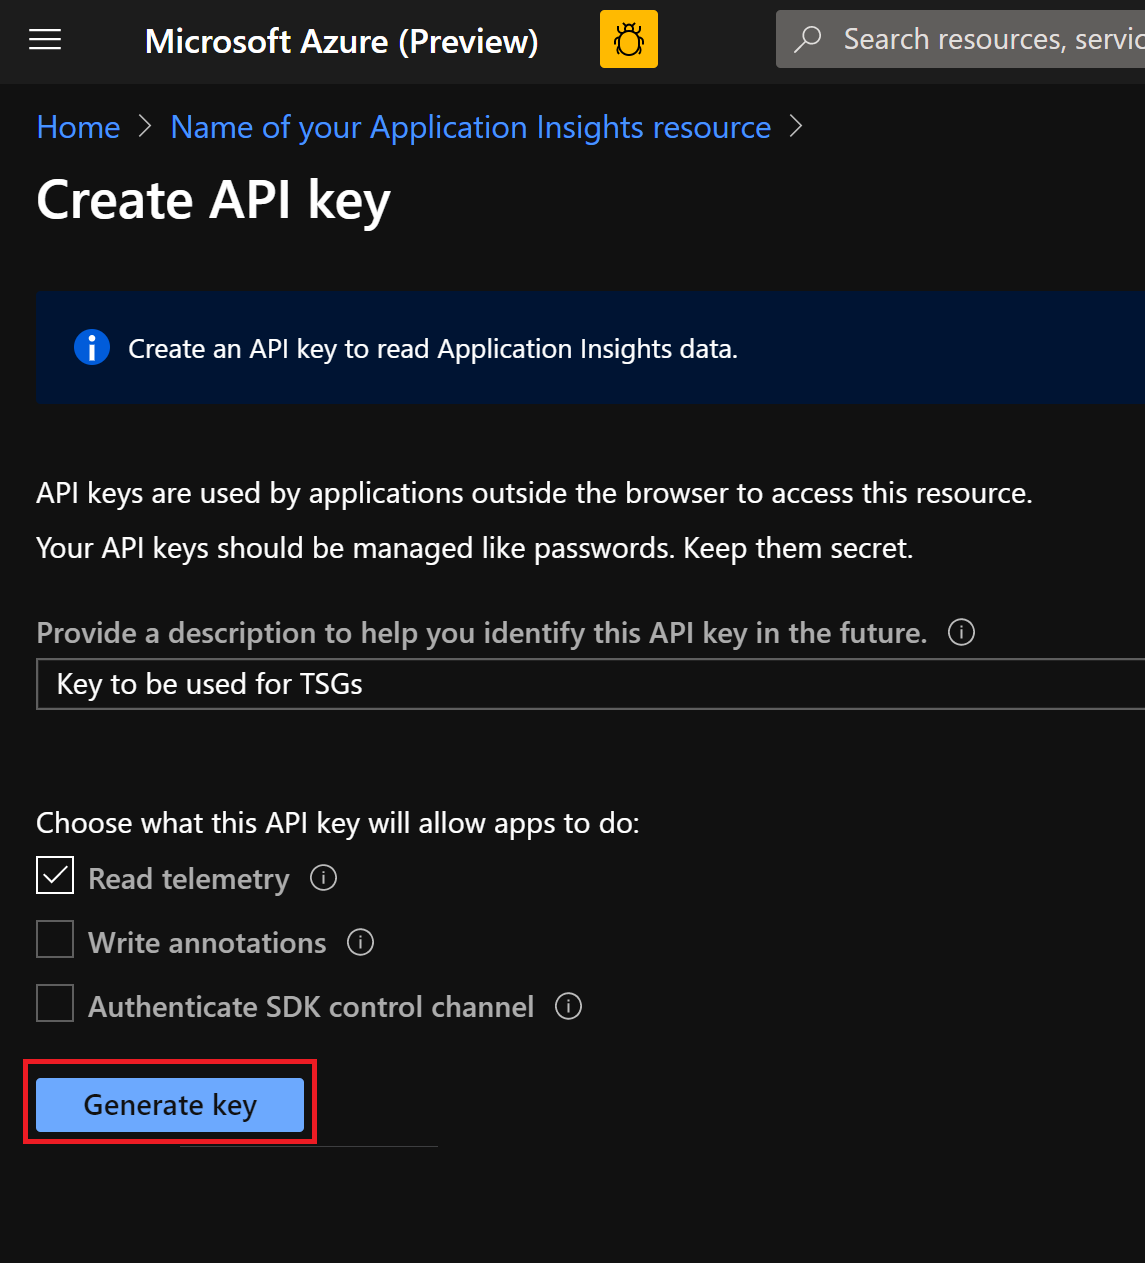 Microsoft Azure (Preview)
Search resources, servic
Home > Name of your Application Insights resource >
Create API key
Create an API key to read Application Insights data.
API keys are used by applications outside the browser to access this resource.
Your API keys should be managed like passwords. Keep them secret.
Provide a description to help you identify this API key in the future.
Key to be used for TSGs
Choose what this API key will allow apps to do:
Read telemetry
Write annotations
Authenticate SDK control channel
Generate key